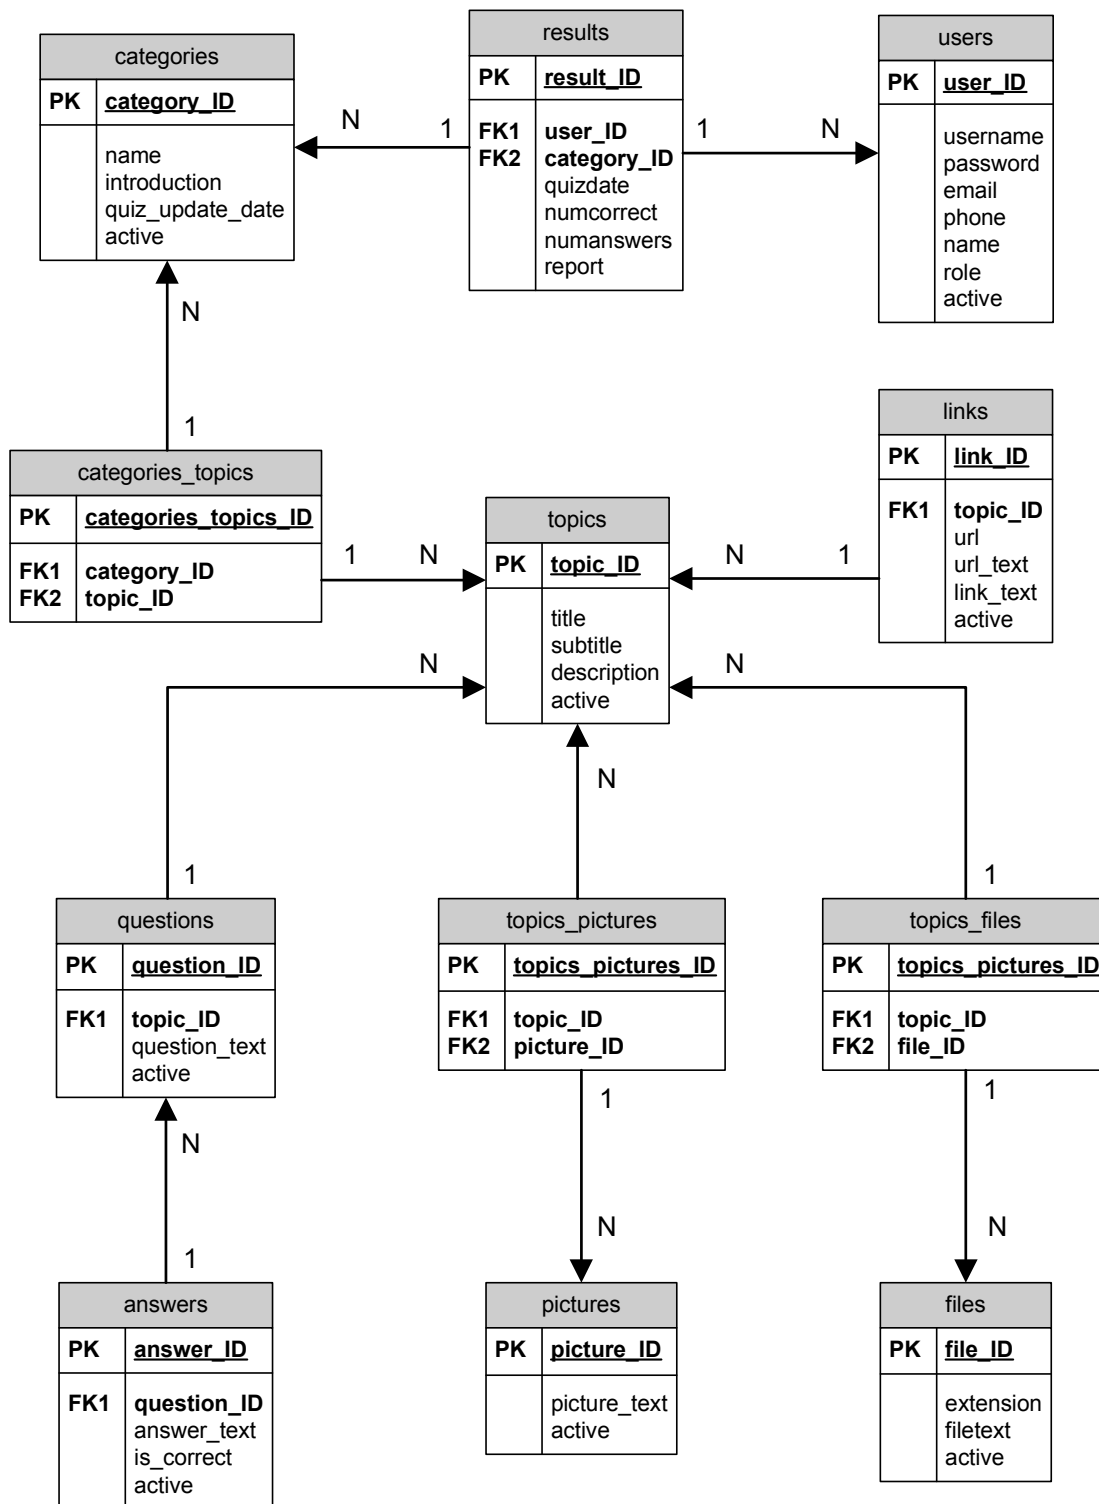 categories
PK category_ID
name
introduction
quiz_update_date
active
N
1
results
PK result_ID
FK1 user_ID
FK2 category_ID
quizdate
numcorrect
numanswers
report
1
N
users
PK user_ID
username
password
email
phone
name
role
active
N
1
categories_topics
PK categories_topics_ID
FK1 category_ID
FK2 topic_ID
1
N
topics
PK topic_ID
title
subtitle
description
active
N
1
links
PK link_ID
FK1 topic_ID
url
url_text
link_text
active
N
N
N
1
1
questions
PK question_ID
FK1 topic_ID
question_text
active
topics_pictures
PK topics_pictures_ID
FK1 topic_ID
FK2 picture_ID
topics_files
PK topics_pictures_ID
FK1 topic_ID
FK2 file_ID
N
1
1
1
N
N
answers
PK answer_ID
FK1 question_ID
answer_text
is_correct
active
pictures
PK picture_ID
picture_text
active
files
PK file_ID
extension
filetext
active